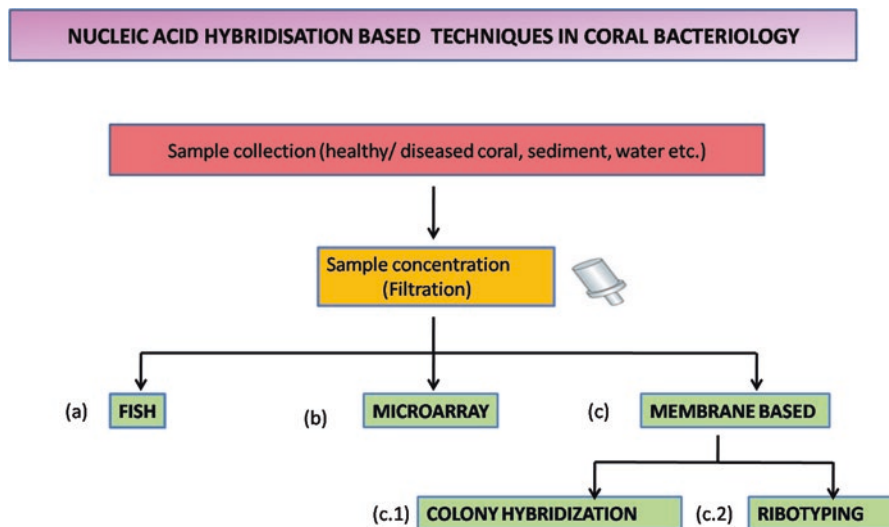 NUCLEIC ACID HYBRIDISATION BASED TECHNIQUES IN CORAL BACTERIOLOGY
Sample collection (healthy/ diseased coral, sediment, water etc.)
Sample concentration
(Filtration)
(a) FISH
(b) MICROARRAY
(c) MEMBRANE BASED
(c.1) COLONY HYBRIDIZATION
(c.2) RIBOTYPING